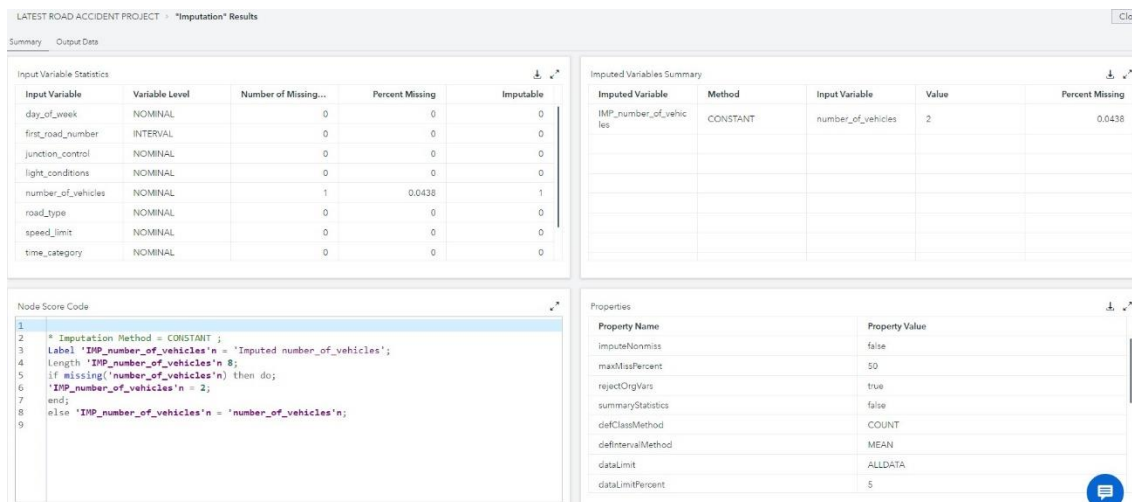 LATEST ROAD ACCIDENT PROJECT > "Imputation" Results
Clo
Summary Output Data
Input Variable Statistics
Input Variable Variable Level Number of Missing... Percent Missing Imputable
day_of_week NOMINAL 0 0 0
first_road_number INTERVAL 0 0 0
junction_control NOMINAL 0 0 0
light_conditions NOMINAL 0 0 0
number_of_vehicles NOMINAL 1 0.0438 1
road_type NOMINAL 0 0 0
speed_limit NOMINAL 0 0 0
time_category NOMINAL 0 0 0
Imputed Variables Summary
Imputed Variable Method Input Variable Value Percent Missing
IMP_number_of_vehic CONSTANT number_of_vehicles 2 0.0438
les
Node Score Code
1
2 * Imputation Method = CONSTANT ;
3 Label 'IMP_number_of_vehicles'n = 'Imputed number_of_vehicles';
4 Length 'IMP_number_of_vehicles'n 8;
5 if missing('number_of_vehicles'n) then do;
6 'IMP_number_of_vehicles'n = 2;
7 end;
8 else 'IMP_number_of_vehicles'n = 'number_of_vehicles'n;
9
Properties
Property Name Property Value
imputeNonmiss false
maxMissPercent 50
rejectOrgVars true
summaryStatistics false
defClassMethod COUNT
defIntervalMethod MEAN
dataLimit ALLDATA
dataLimitPercent 5